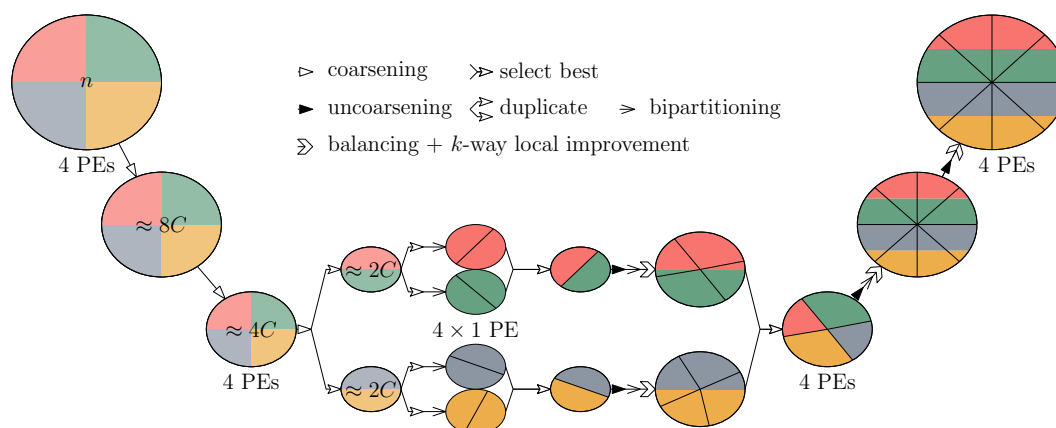 n
4 PEs
≈ 8C
≈ 4C
4 PEs
coarsening
select best
uncoarsening
duplicate
bipartitioning
balancing + k-way local improvement
≈ 2C
4 × 1 PE
≈ 2C
4 PEs
4 PEs